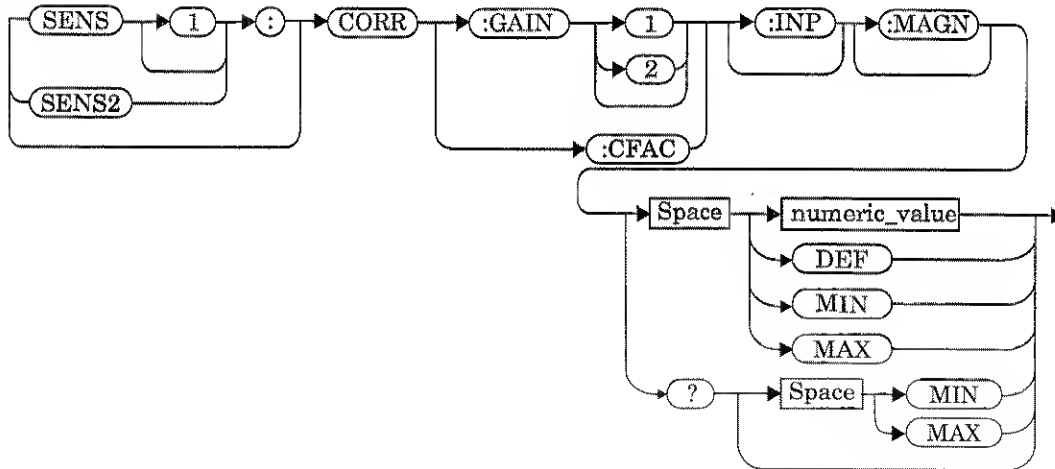 SENS 1 : CORR :GAIN 1 :INP :MAGN
2
SENS2
:CFAC
Space numeric_value
DEF
MIN
MAX
? Space MIN
MAX